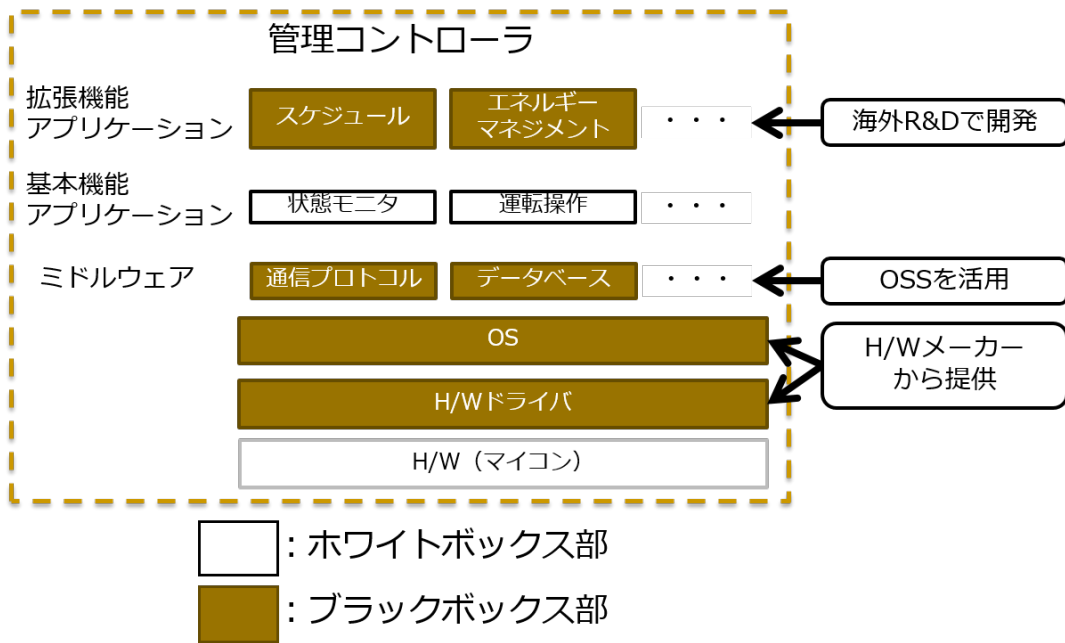 管理コントローラ
拡張機能
アプリケーション
スケジュール
エネルギー
マネジメント
・・・
海外R&Dで開発
基本機能
アプリケーション
状態モニタ
運転操作
・・・
ミドルウェア
通信プロトコル
データベース
・・・
OSSを活用
OS
H/Wメーカー
から提供
H/Wドライバ
H/W（マイコン）
：ホワイトボックス部
：ブラックボックス部